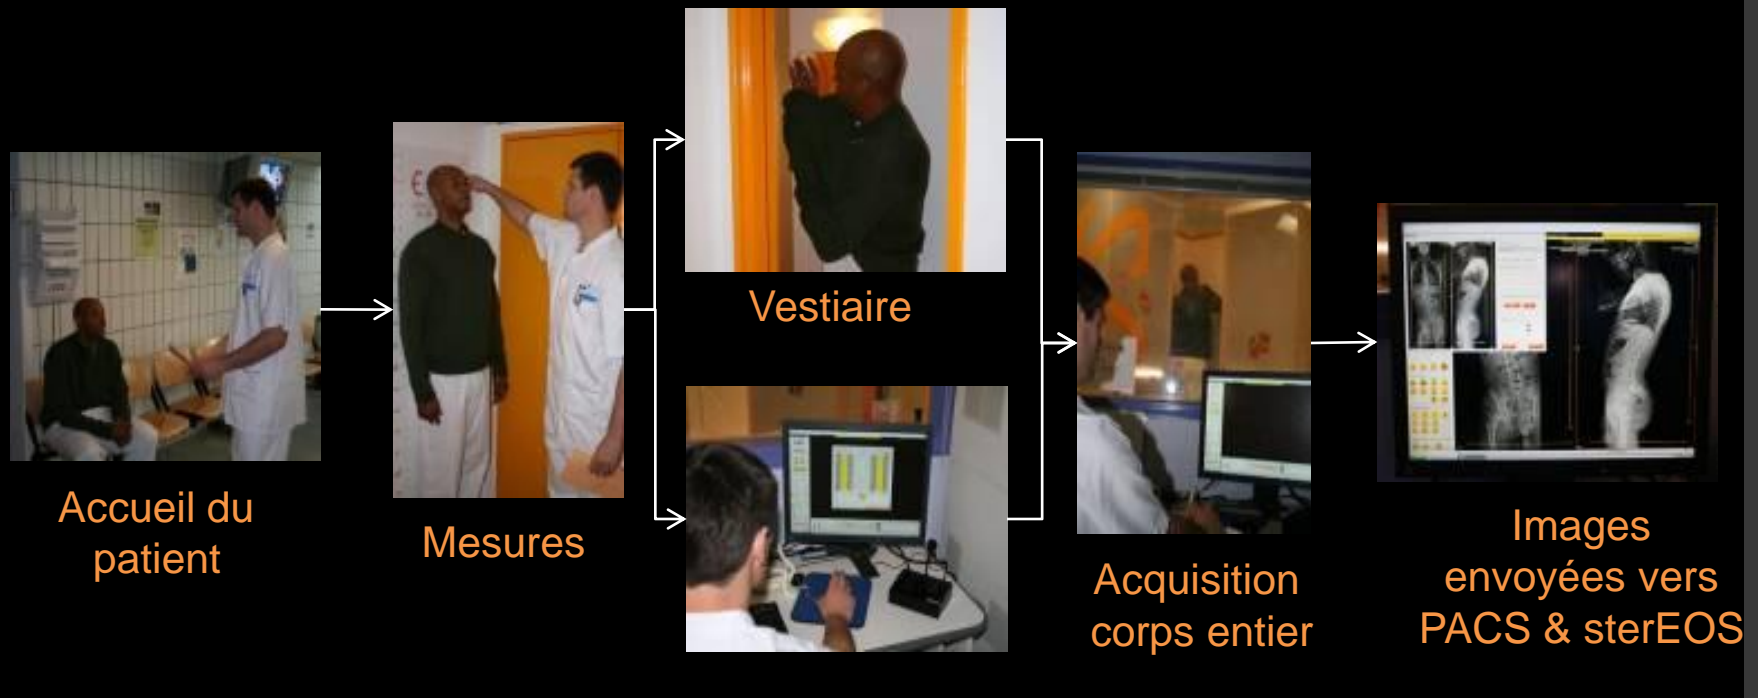 Accueil du
patient
Mesures
Vestiaire
Acquisition
corps entier
Images
envoyées vers
PACS & sterEOS